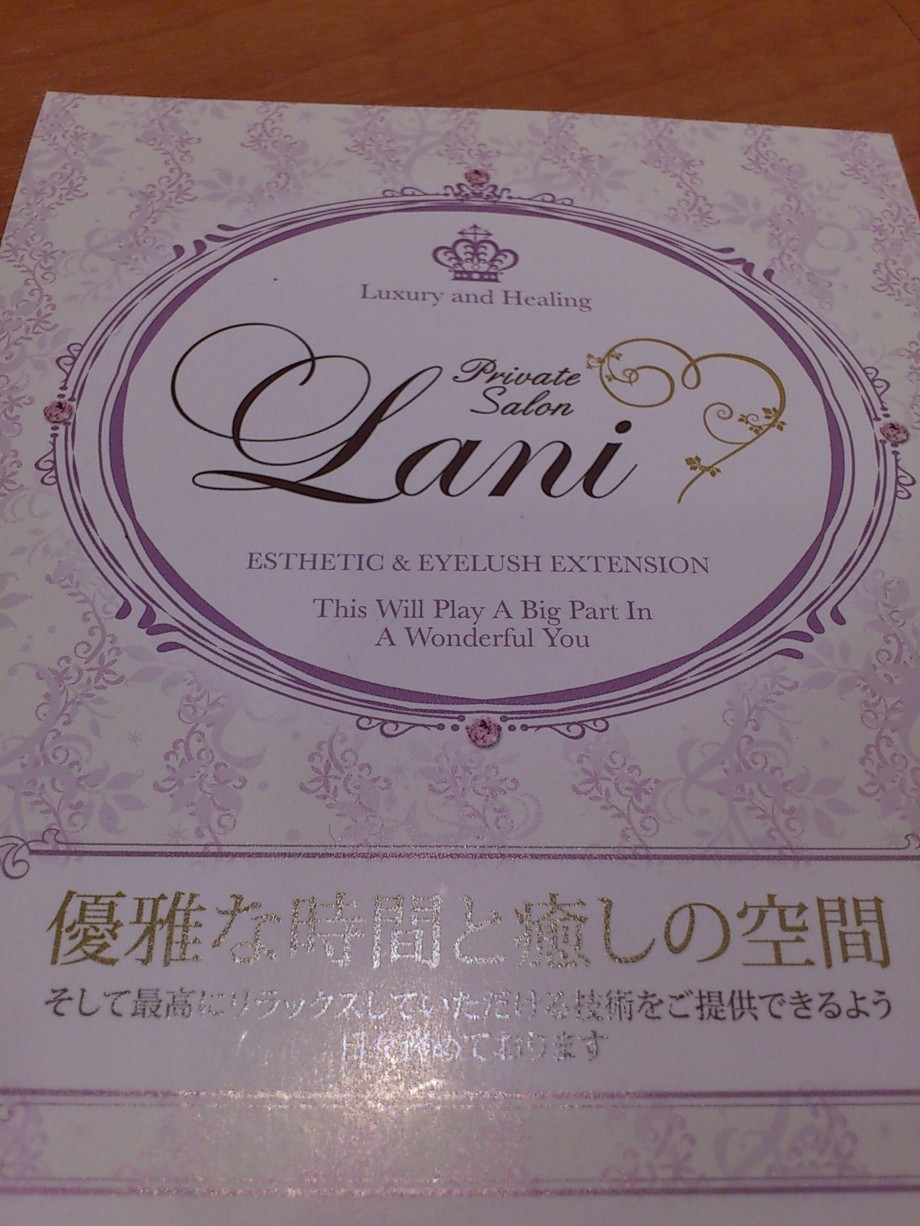 Luxury and Healing
Private
Salon
Lani
ESTHETIC & EYELUSH EXTENSION
This Will Play A Big Part In
A Wonderful You
優雅な時間と癒しの空間
そして最高にリラックスしていただける技術をご提供できるよう
日々務めております